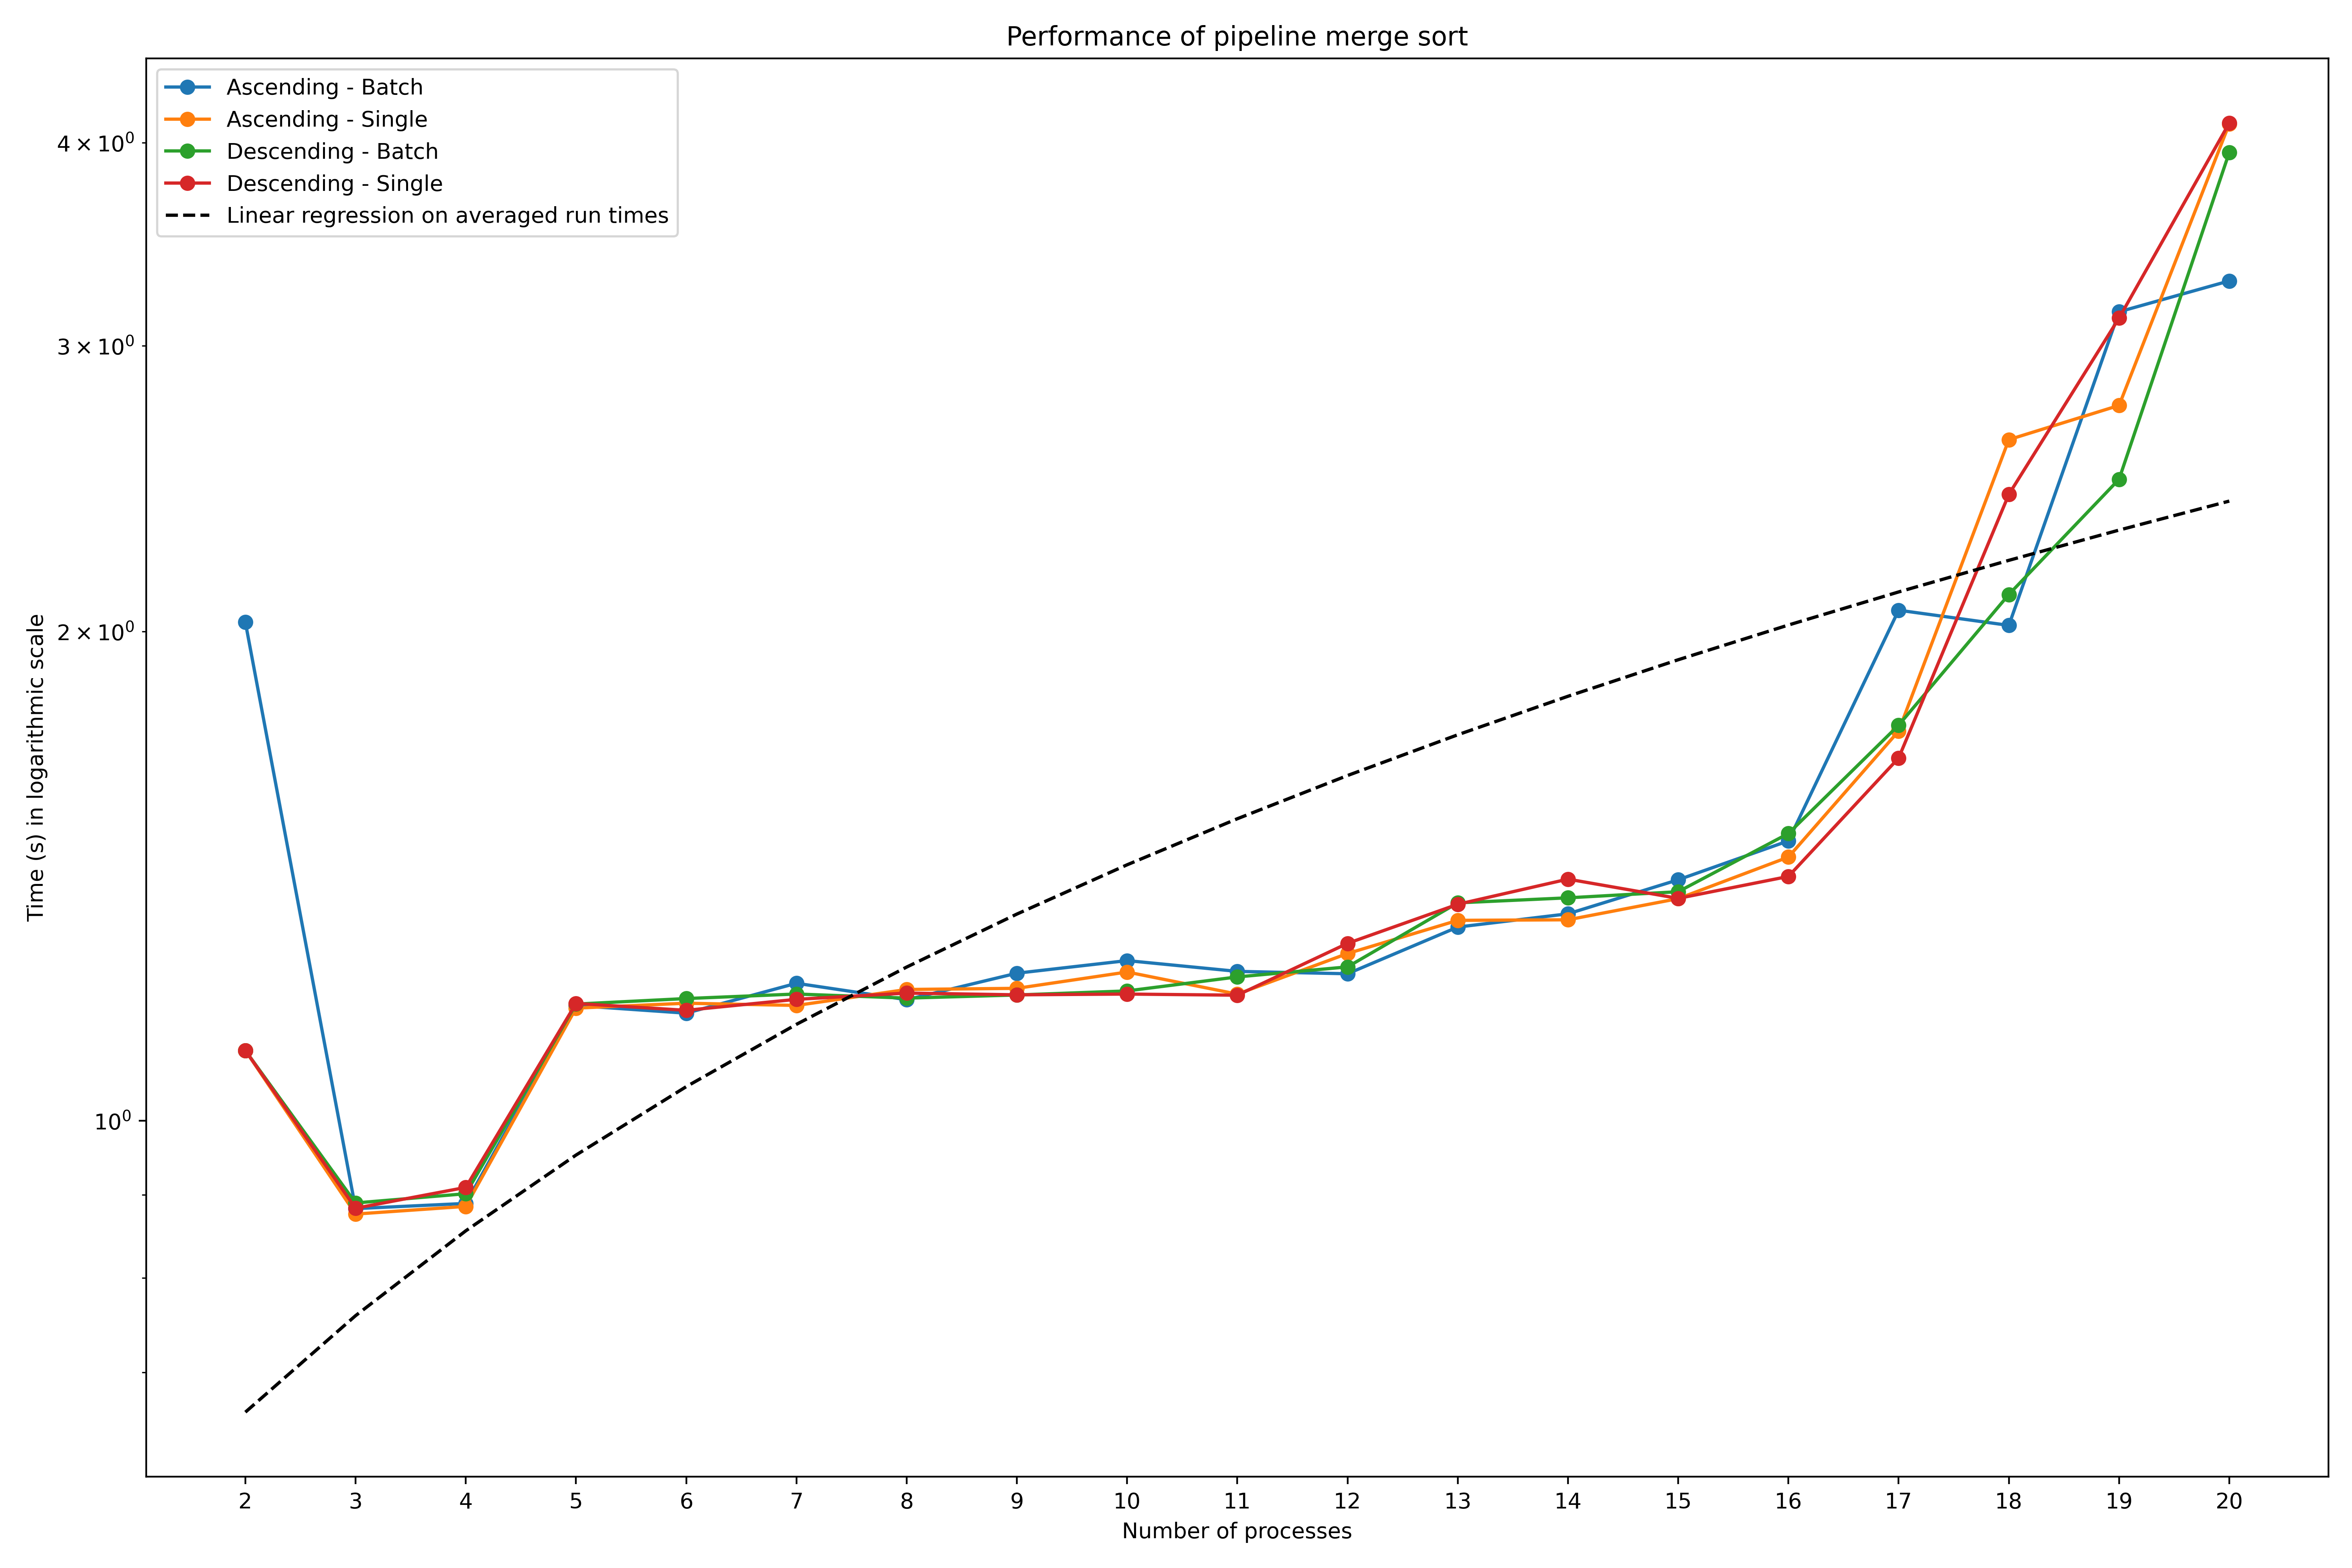 Performance of pipeline merge sort
Ascending - Batch
Ascending - Single
Descending - Batch
Descending - Single
Linear regression on averaged run times
4 × 10⁰
3 × 10⁰
2 × 10⁰
10⁰
Time (s) in logarithmic scale
2 3 4 5 6 7 8 9 10 11 12 13 14 15 16 17 18 19 20
Number of processes